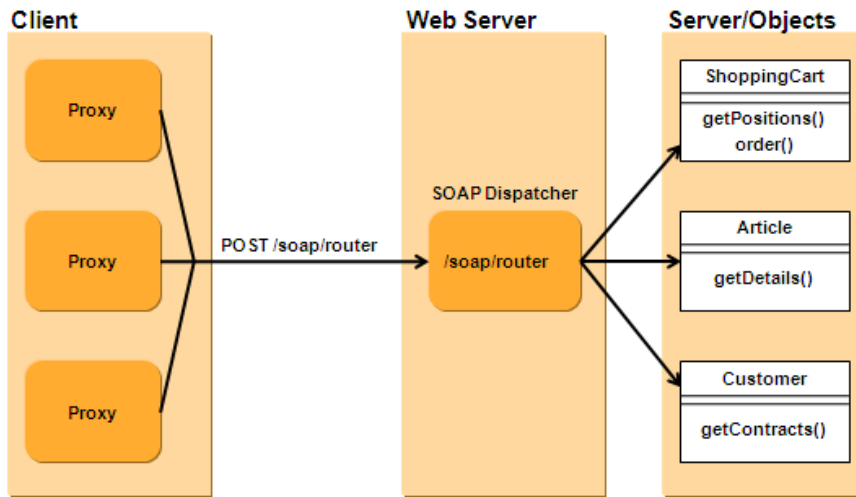 Client
Web Server
Server/Objects
Proxy
Proxy
Proxy
POST /soap/router
SOAP Dispatcher
/soap/router
ShoppingCart
getPositions()
order()
Article
getDetails()
Customer
getContracts()